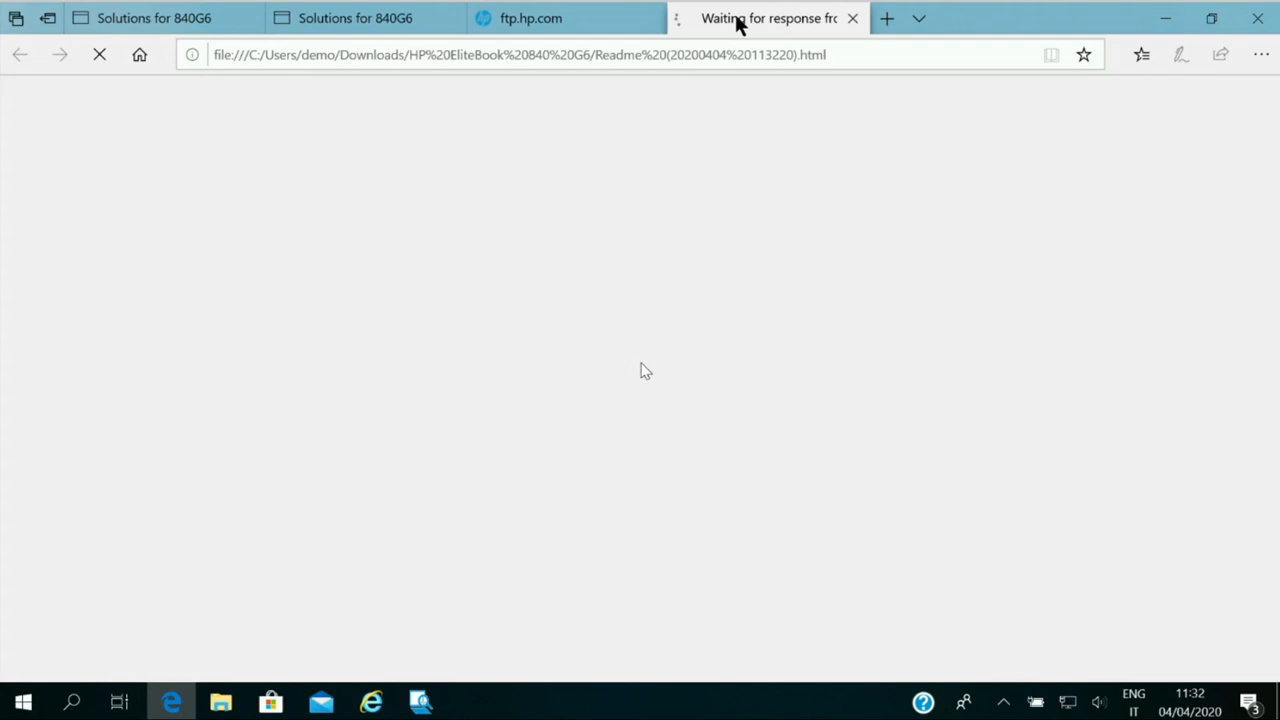 Solutions for 840G6
Solutions for 840G6
ftp.hp.com
Waiting for response frc
file:///C:/Users/demo/Downloads/HP%20EliteBook%20840%20G6/Readme%20(20200404%20113220).html
ENG
IT
11:32
04/04/2020
3